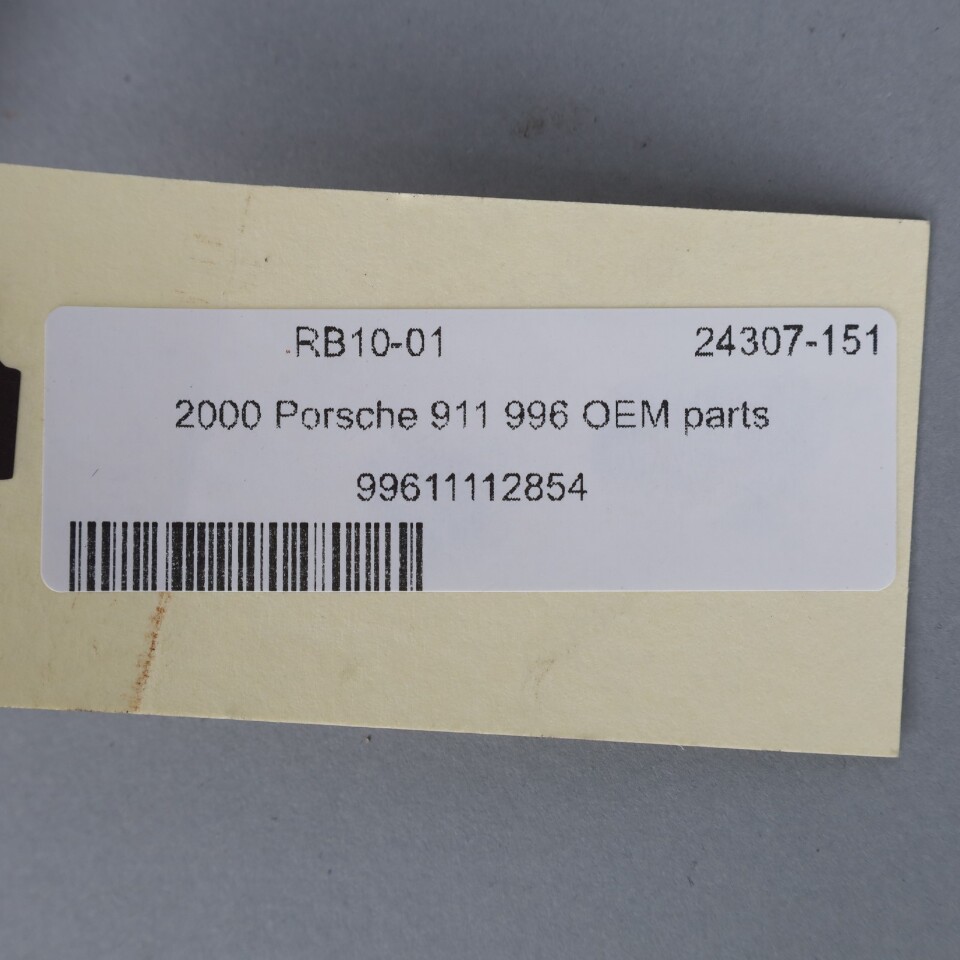 RB10-01 24307-151
2000 Porsche 911 996 OEM parts
99611112854